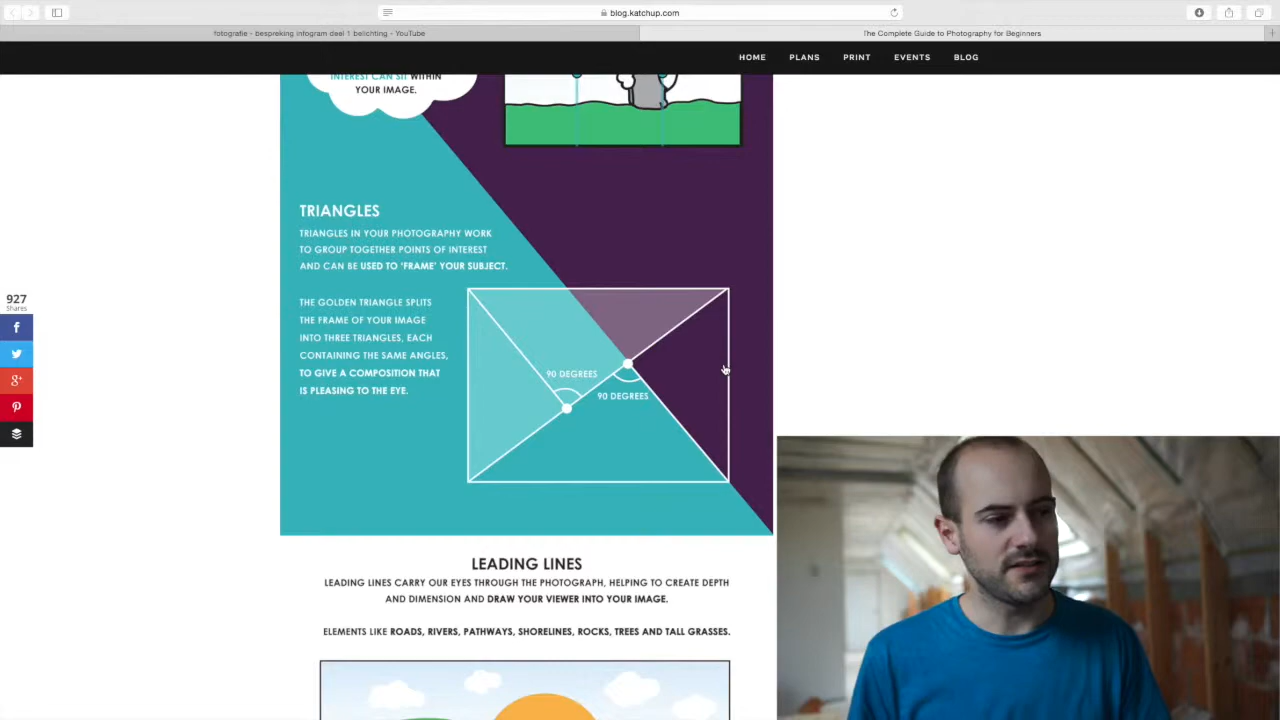 blog.katchup.com
fotografie - bespreking infogram deel 1 belichting - YouTube
The Complete Guide to Photography for Beginners
HOME PLANS PRINT EVENTS BLOG
INTEREST CAN SIT WITHIN
YOUR IMAGE.
TRIANGLES
TRIANGLES IN YOUR PHOTOGRAPHY WORK
TO GROUP TOGETHER POINTS OF INTEREST
AND CAN BE USED TO ‘FRAME’ YOUR SUBJECT.
927
Shares
THE GOLDEN TRIANGLE SPLITS
THE FRAME OF YOUR IMAGE
INTO THREE TRIANGLES, EACH
CONTAINING THE SAME ANGLES,
TO GIVE A COMPOSITION THAT
IS PLEASING TO THE EYE.
90 DEGREES
90 DEGREES
LEADING LINES
LEADING LINES CARRY OUR EYES THROUGH THE PHOTOGRAPH, HELPING TO CREATE DEPTH
AND DIMENSION AND DRAW YOUR VIEWER INTO YOUR IMAGE.
ELEMENTS LIKE ROADS, RIVERS, PATHWAYS, SHORELINES, ROCKS, TREES AND TALL GRASSES.